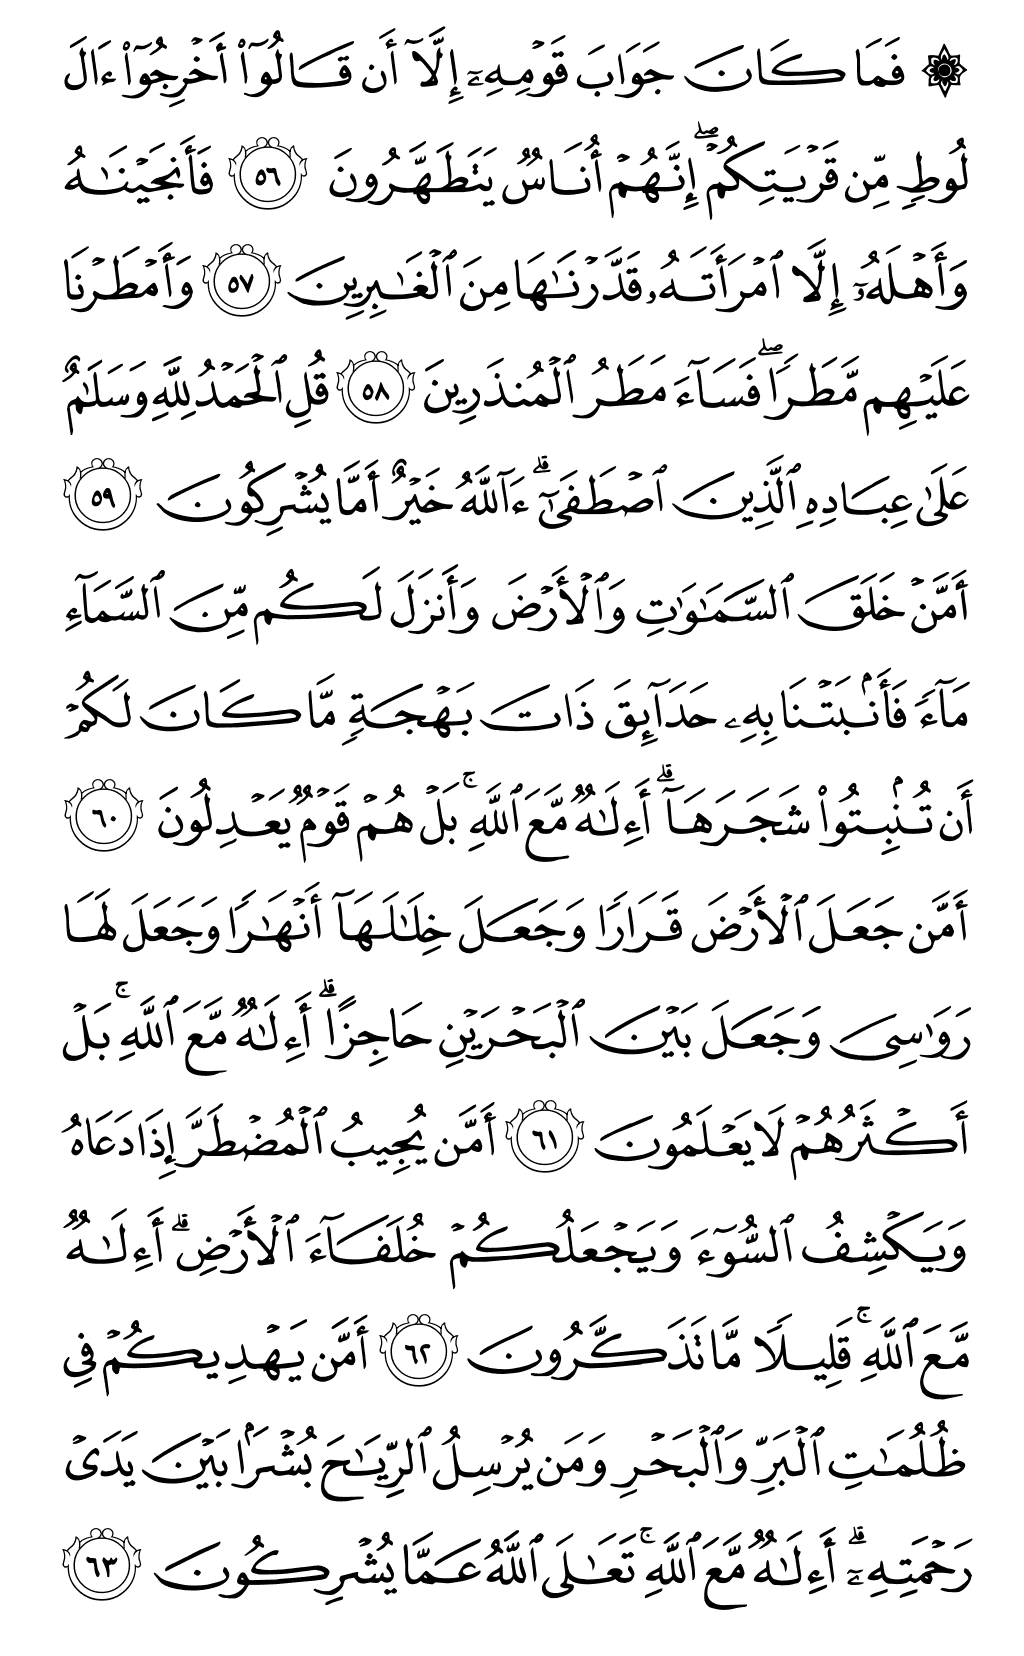 ۞ فَمَا كَانَ جَوَابَ قَوْمِهِۦٓ إِلَّآ أَن قَالُوٓا۟ أَخْرِجُوٓا۟ ءَالَ
لُوطٍ مِّن قَرْيَتِكُمْ ۖ إِنَّهُمْ أُنَاسٌ يَتَطَهَّرُونَ ٥٦ فَأَنجَيْنَـٰهُ
وَأَهْلَهُۥٓ إِلَّا ٱمْرَأَتَهُۥ قَدَّرْنَـٰهَا مِنَ ٱلْغَـٰبِرِينَ ٥٧ وَأَمْطَرْنَا
عَلَيْهِم مَّطَرًا ۖ فَسَآءَ مَطَرُ ٱلْمُنذَرِينَ ٥٨ قُلِ ٱلْحَمْدُ لِلَّهِ وَسَلَـٰمٌ
عَلَىٰ عِبَادِهِ ٱلَّذِينَ ٱصْطَفَىٰٓ ۗ ءَآللَّهُ خَيْرٌ أَمَّا يُشْرِكُونَ ٥٩
أَمَّنْ خَلَقَ ٱلسَّمَـٰوَٰتِ وَٱلْأَرْضَ وَأَنزَلَ لَكُم مِّنَ ٱلسَّمَآءِ
مَآءً فَأَنۢبَتْنَا بِهِۦ حَدَآئِقَ ذَاتَ بَهْجَةٍ مَّا كَانَ لَكُمْ
أَن تُنۢبِتُوا۟ شَجَرَهَآ ۗ أَءِلَـٰهٌ مَّعَ ٱللَّهِ ۚ بَلْ هُمْ قَوْمٌ يَعْدِلُونَ ٦٠
أَمَّن جَعَلَ ٱلْأَرْضَ قَرَارًا وَجَعَلَ خِلَـٰلَهَآ أَنْهَـٰرًا وَجَعَلَ لَهَا
رَوَٰسِىَ وَجَعَلَ بَيْنَ ٱلْبَحْرَيْنِ حَاجِزًا ۗ أَءِلَـٰهٌ مَّعَ ٱللَّهِ ۚ بَلْ
أَكْثَرُهُمْ لَا يَعْلَمُونَ ٦١ أَمَّن يُجِيبُ ٱلْمُضْطَرَّ إِذَا دَعَاهُ
وَيَكْشِفُ ٱلسُّوٓءَ وَيَجْعَلُكُمْ خُلَفَآءَ ٱلْأَرْضِ ۗ أَءِلَـٰهٌ
مَّعَ ٱللَّهِ ۚ قَلِيلًا مَّا تَذَكَّرُونَ ٦٢ أَمَّن يَهْدِيكُمْ فِى
ظُلُمَـٰتِ ٱلْبَرِّ وَٱلْبَحْرِ وَمَن يُرْسِلُ ٱلرِّيَـٰحَ بُشْرًۢا بَيْنَ يَدَىْ
رَحْمَتِهِۦٓ ۗ أَءِلَـٰهٌ مَّعَ ٱللَّهِ ۚ تَعَـٰلَى ٱللَّهُ عَمَّا يُشْرِكُونَ ٦٣